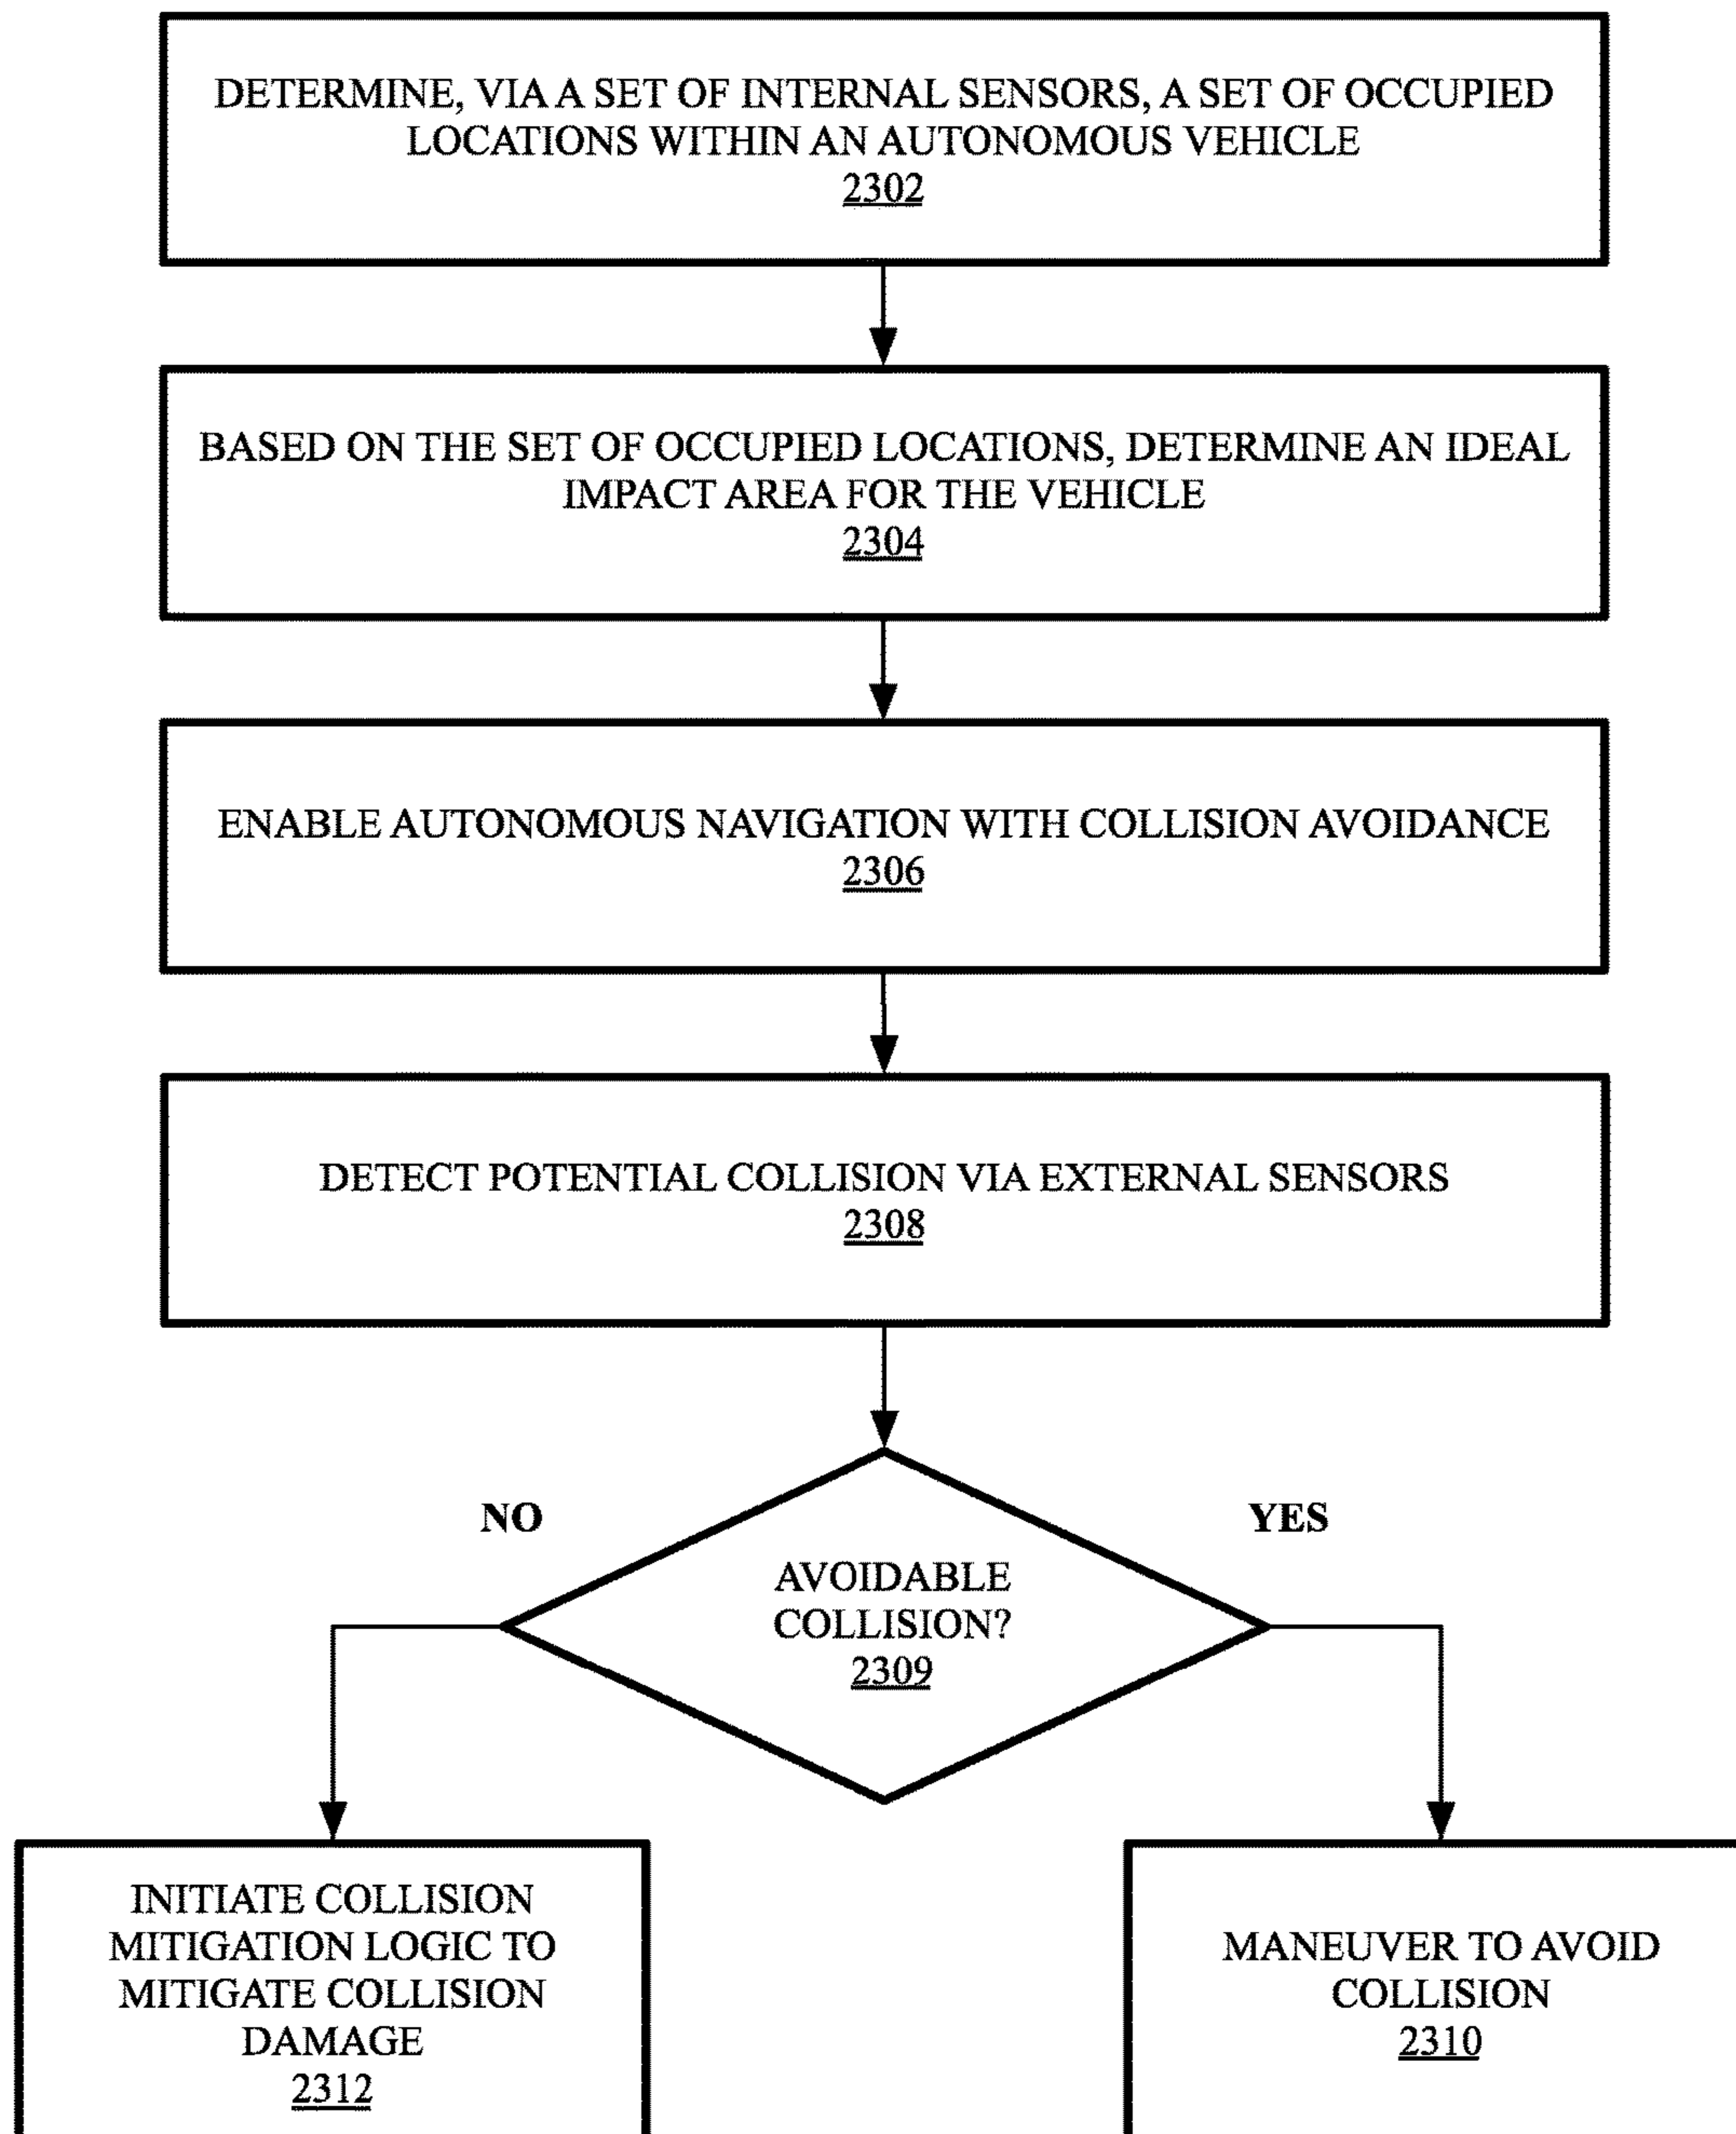 DETERMINE, VIA A SET OF INTERNAL SENSORS, A SET OF OCCUPIED
LOCATIONS WITHIN AN AUTONOMOUS VEHICLE
2302
BASED ON THE SET OF OCCUPIED LOCATIONS, DETERMINE AN IDEAL
IMPACT AREA FOR THE VEHICLE
2304
ENABLE AUTONOMOUS NAVIGATION WITH COLLISION AVOIDANCE
2306
DETECT POTENTIAL COLLISION VIA EXTERNAL SENSORS
2308
NO
YES
AVOIDABLE
COLLISION?
2309
INITIATE COLLISION
MITIGATION LOGIC TO
MITIGATE COLLISION
DAMAGE
2312
MANEUVER TO AVOID
COLLISION
2310